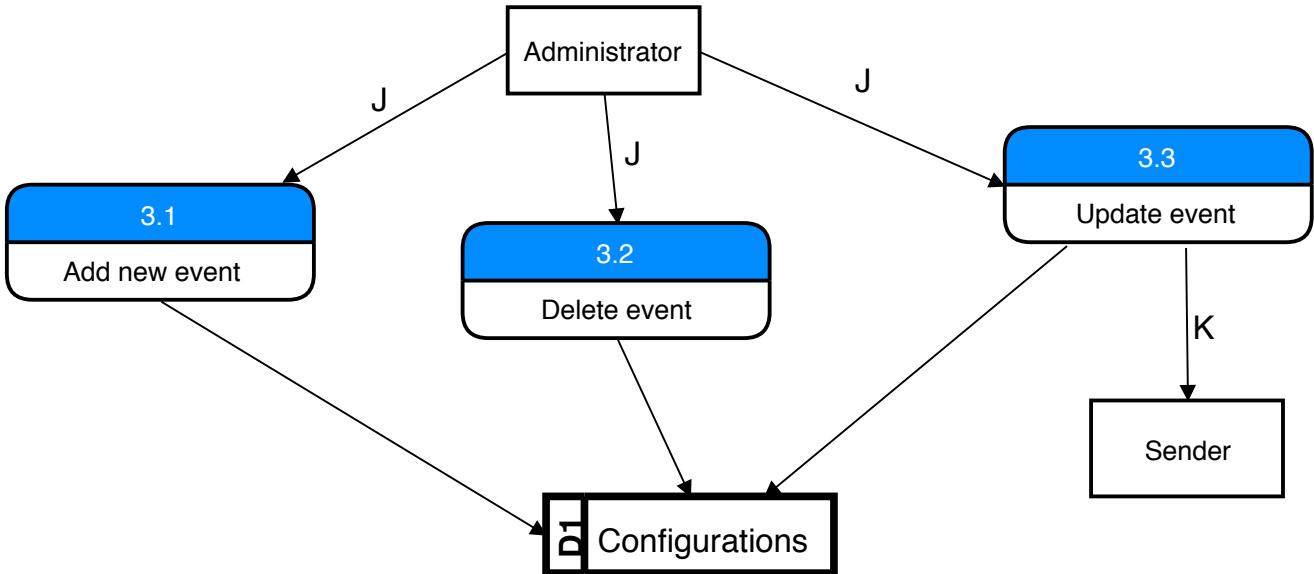 Administrator
J
J
J
3.1
Add new event
3.2
Delete event
3.3
Update event
K
Sender
D1
Configurations